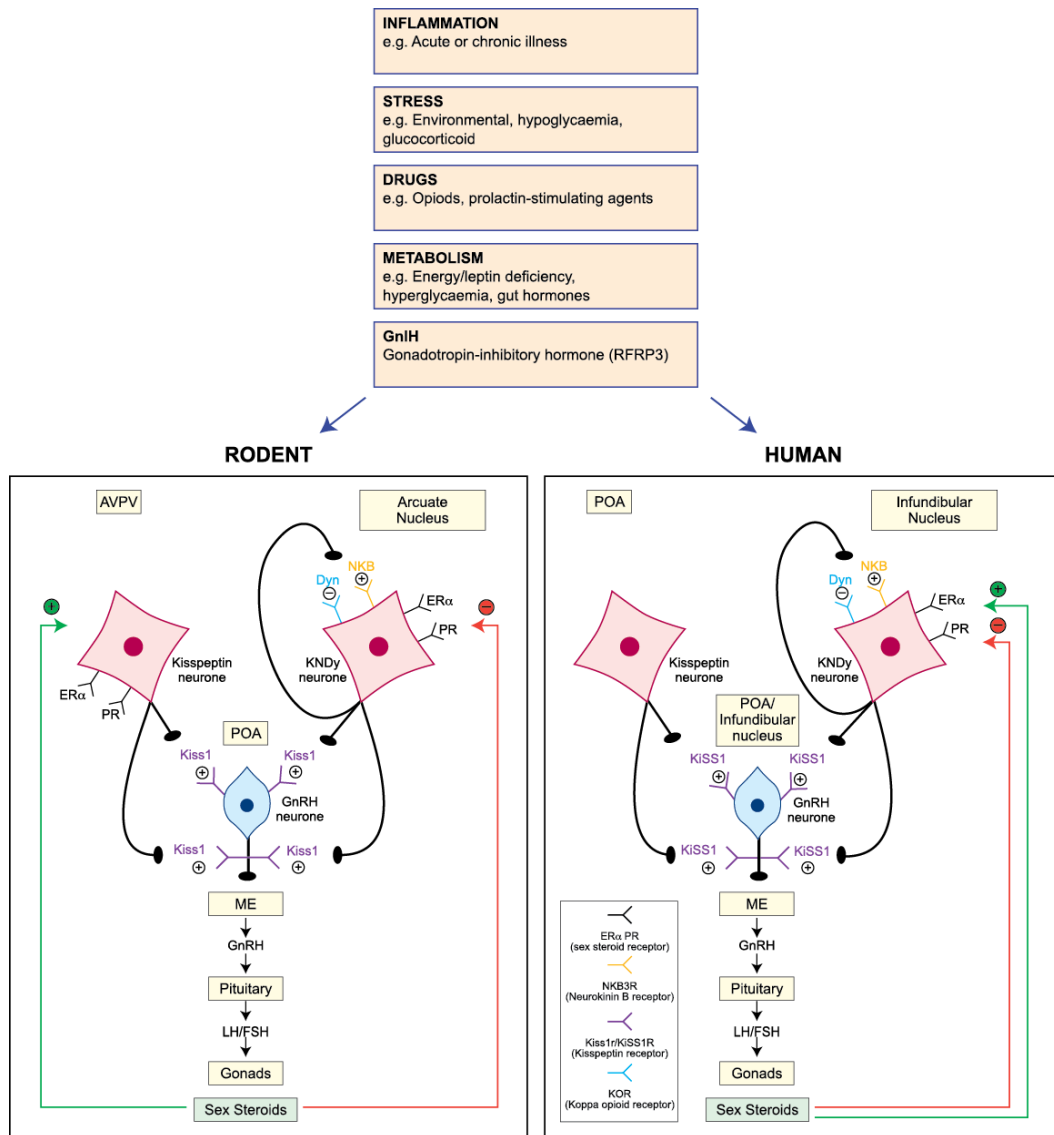 INFLAMMATION
e.g. Acute or chronic illness
STRESS
e.g. Environmental, hypoglycaemia,
glucocorticoid
DRUGS
e.g. Opiods, prolactin-stimulating agents
METABOLISM
e.g. Energy/leptin deficiency,
hyperglycaemia, gut hormones
GnIH
Gonadotropin-inhibitory hormone (RFRP3)
RODENT
AVPV
Arcuate
Nucleus
NKB
+
Dyn
−
ERα
PR
+
−
Kisspeptin
neurone
KNDy
neurone
ERα
PR
POA
Kiss1
+
Kiss1
+
GnRH
neurone
Kiss1
+
Kiss1
+
ME
GnRH
Pituitary
LH/FSH
Gonads
Sex Steroids
HUMAN
POA
Infundibular
Nucleus
NKB
+
Dyn
−
ERα
PR
+
−
Kisspeptin
neurone
KNDy
neurone
POA/
Infundibular
nucleus
KiSS1
+
KiSS1
+
GnRH
neurone
KiSS1
+
KiSS1
+
ME
GnRH
Pituitary
LH/FSH
Gonads
Sex Steroids
ERα PR
(sex steroid receptor)
NKB3R
(Neurokinin B receptor)
Kiss1r/KiSS1R
(Kisspeptin receptor)
KOR
(Koppa opioid receptor)